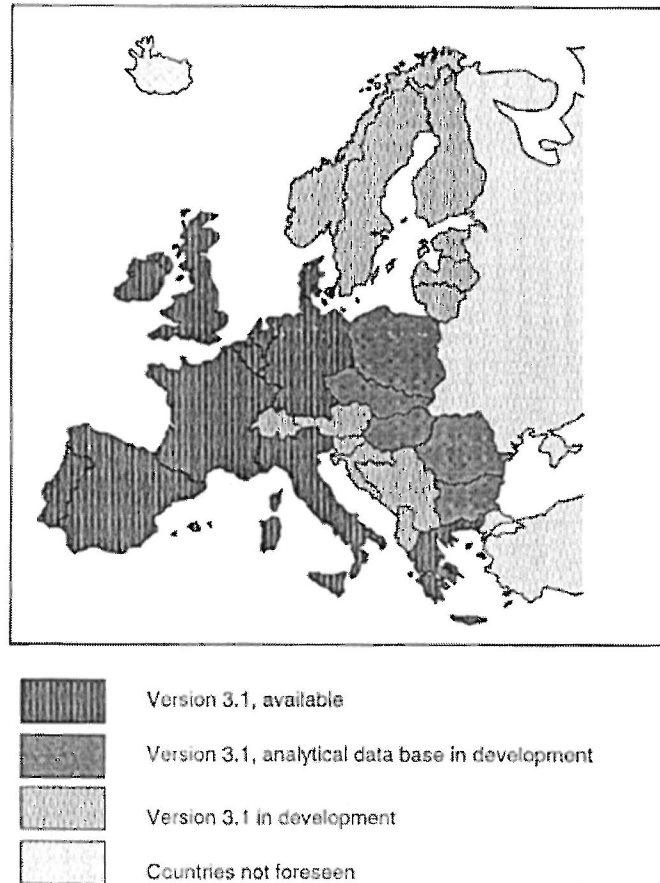 Version 3.1, available
Version 3.1, analytical data base in development
Version 3.1 in development
Countries not foreseen